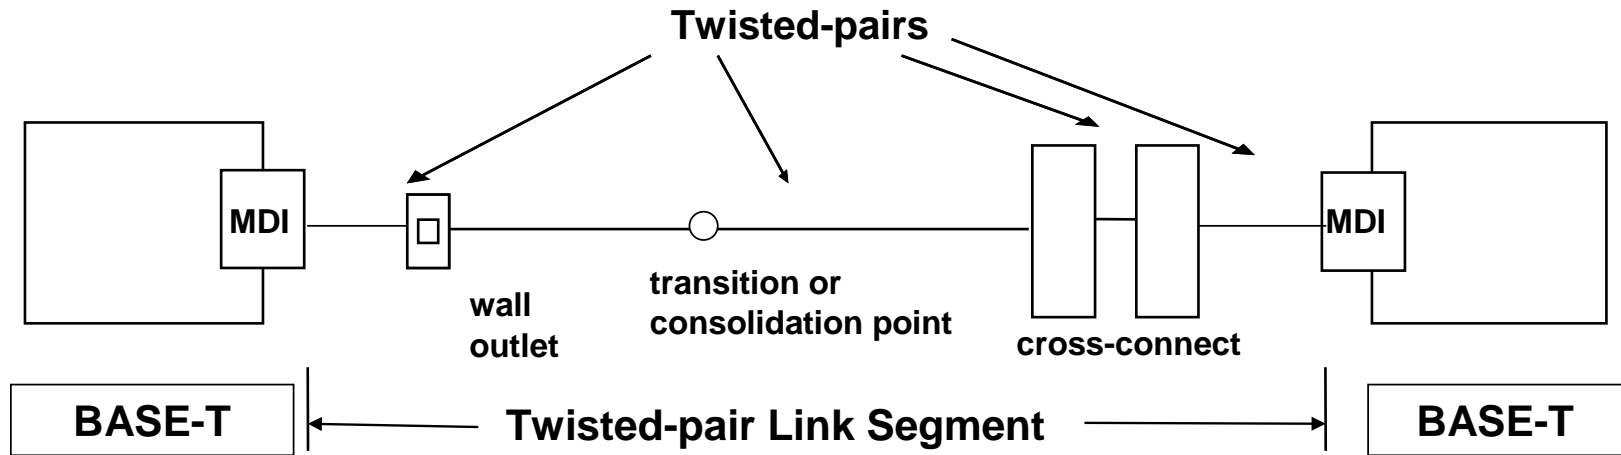 Twisted-pairs
MDI
MDI
wall
outlet
transition or
consolidation point
cross-connect
BASE-T
Twisted-pair Link Segment
BASE-T